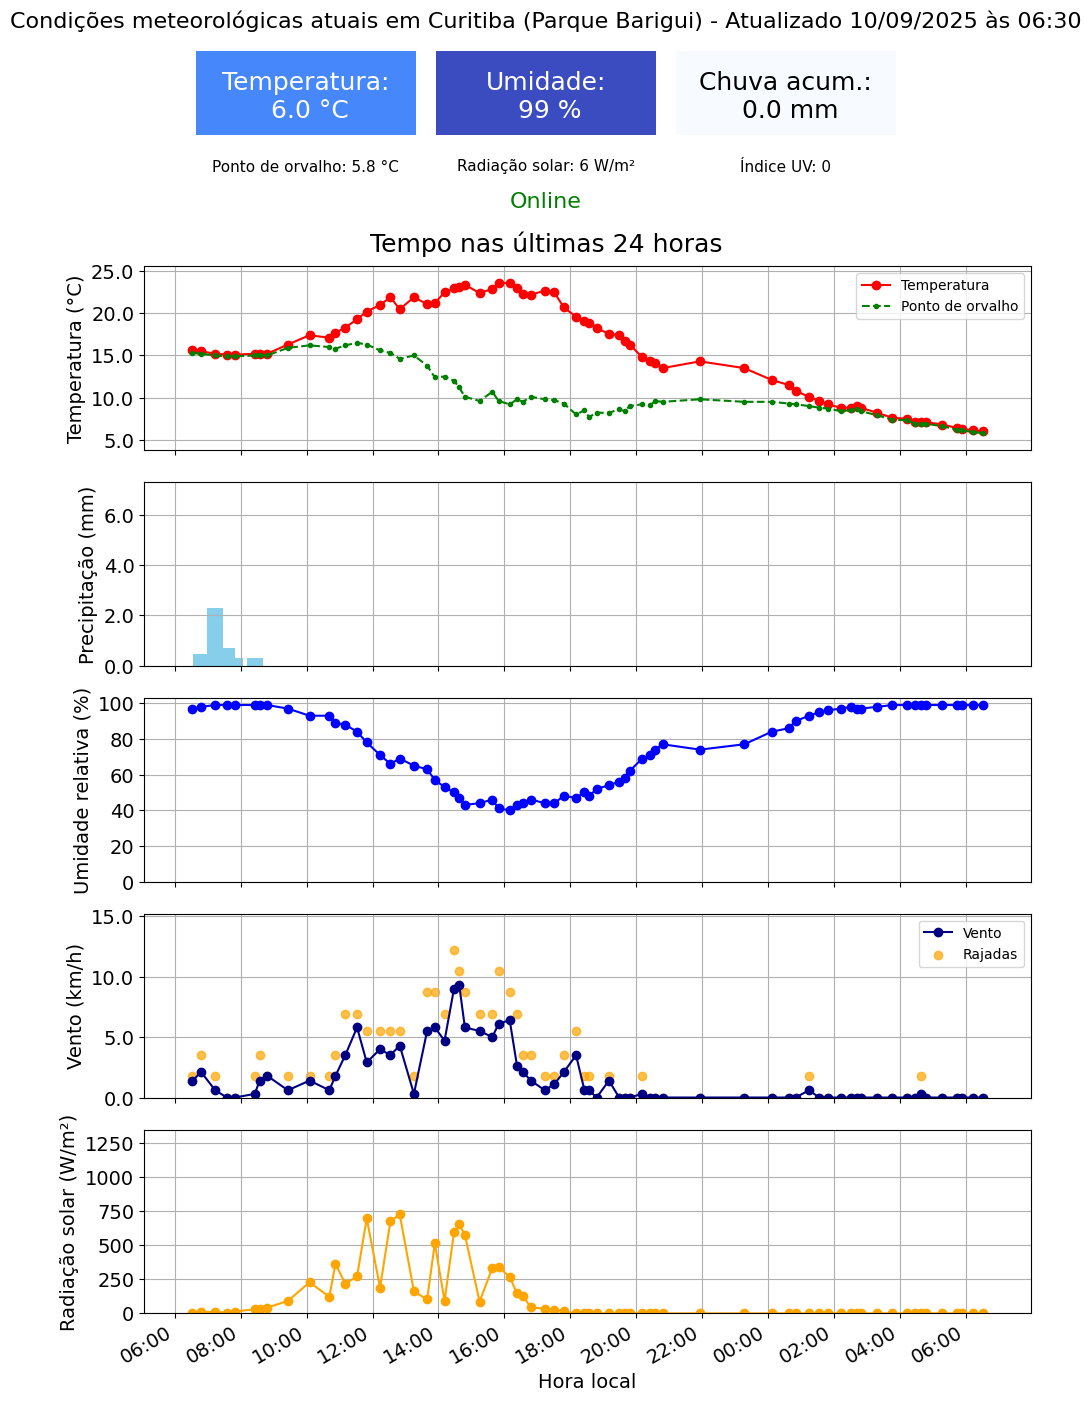 Condições meteorológicas atuais em Curitiba (Parque Barigui) - Atualizado 10/09/2025 às 06:30
Temperatura:
6.0 °C
Umidade:
99 %
Chuva acum.:
0.0 mm
Ponto de orvalho: 5.8 °C
Radiação solar: 6 W/m²
Índice UV: 0
Online
Tempo nas últimas 24 horas
Temperatura (°C)
25.0
20.0
15.0
10.0
5.0
Temperatura
Ponto de orvalho
Precipitação (mm)
6.0
4.0
2.0
0.0
Umidade relativa (%)
100
80
60
40
20
0
Vento (km/h)
15.0
10.0
5.0
0.0
Vento
Rajadas
Radiação solar (W/m²)
1250
1000
750
500
250
0
06:00 08:00 10:00 12:00 14:00 16:00 18:00 20:00 22:00 00:00 02:00 04:00 06:00
Hora local